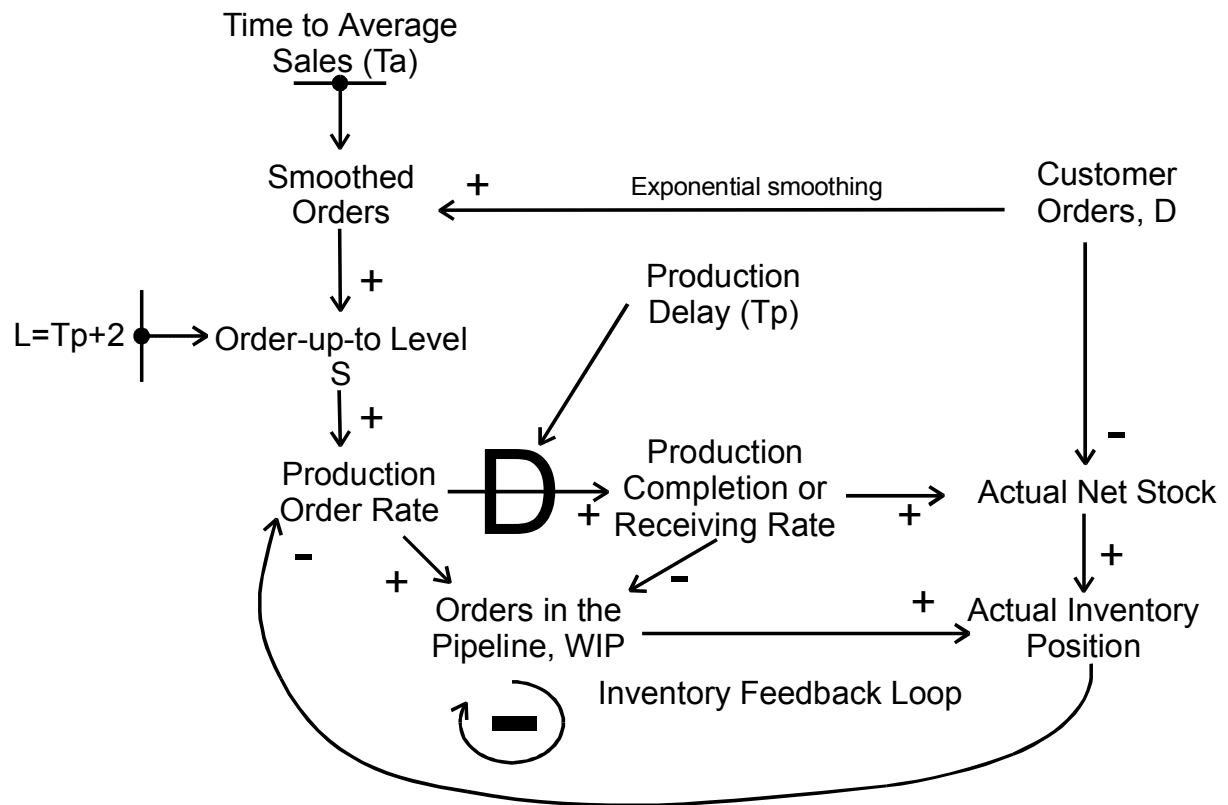 Time to Average
Sales (Ta)
Smoothed
Orders
+
Exponential smoothing
Customer
Orders, D
+
Production
Delay (Tp)
L=Tp+2
Order-up-to Level
S
+
-
Production
Order Rate
D
+
Production
Completion or
Receiving Rate
+
Actual Net Stock
-
+
-
+
Orders in the
Pipeline, WIP
+
Actual Inventory
Position
Inventory Feedback Loop
-